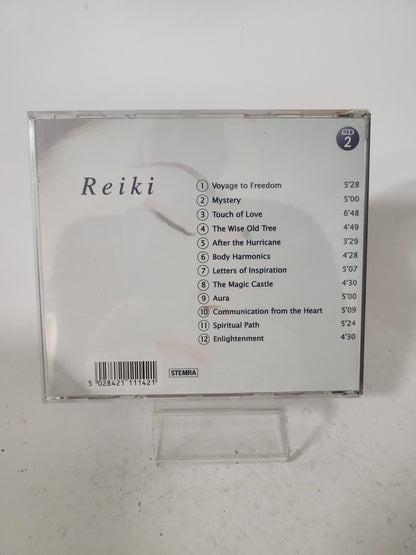 CD
2
Reiki
1 Voyage to Freedom 5'28
2 Mystery 5'00
3 Touch of Love 6'48
4 The Wise Old Tree 4'49
5 After the Hurricane 3'29
6 Body Harmonics 4'28
7 Letters of Inspiration 5'07
8 The Magic Castle 4'30
9 Aura 5'00
10 Communication from the Heart 5'09
11 Spiritual Path 5'24
12 Enlightenment 4'30
5 028421 111421
STEMRA